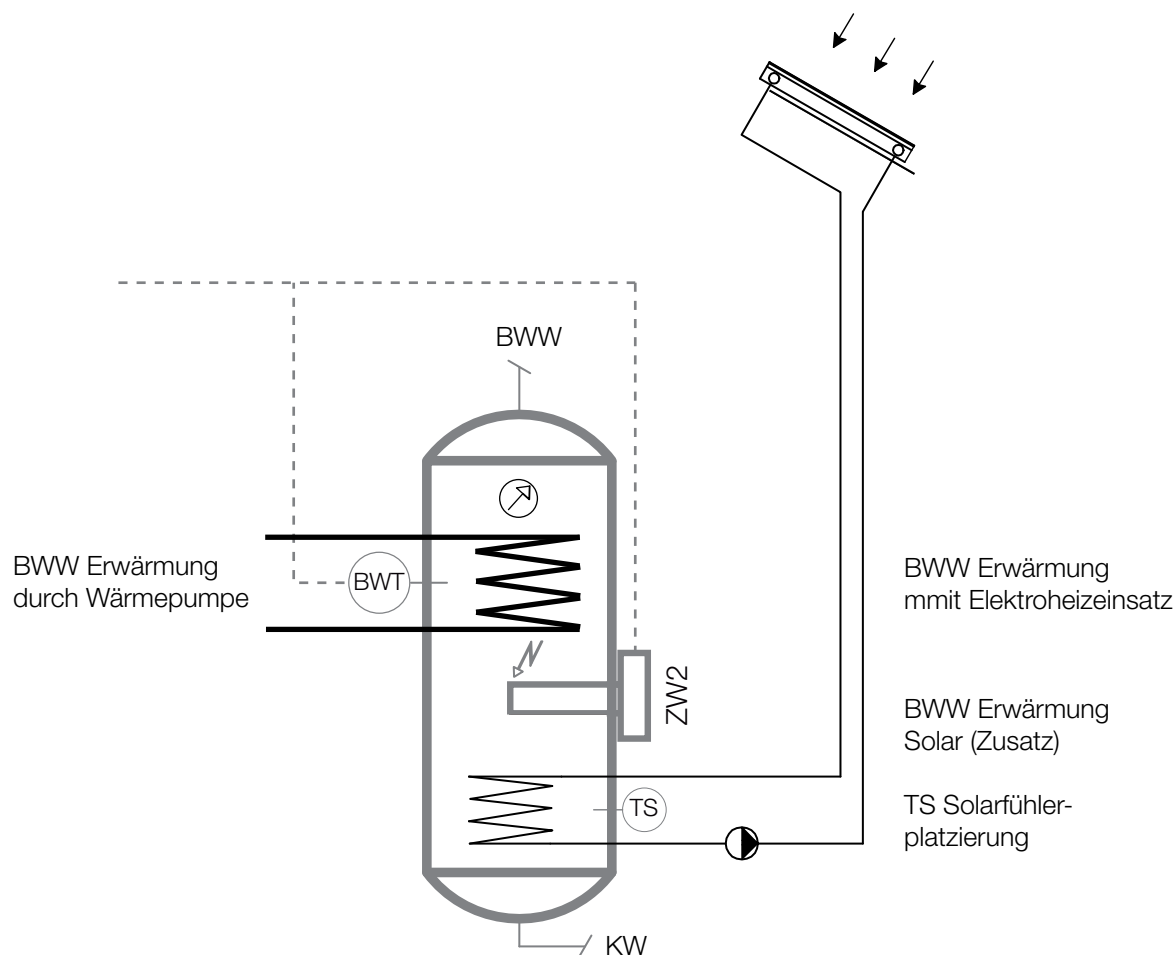 BWW
BWW Erwärmung
durch Wärmepumpe
BWT
BWW Erwärmung
mmit Elektroheizeinsatz
ZW2
BWW Erwärmung
Solar (Zusatz)
TS
TS Solarfühler-
platzierung
KW